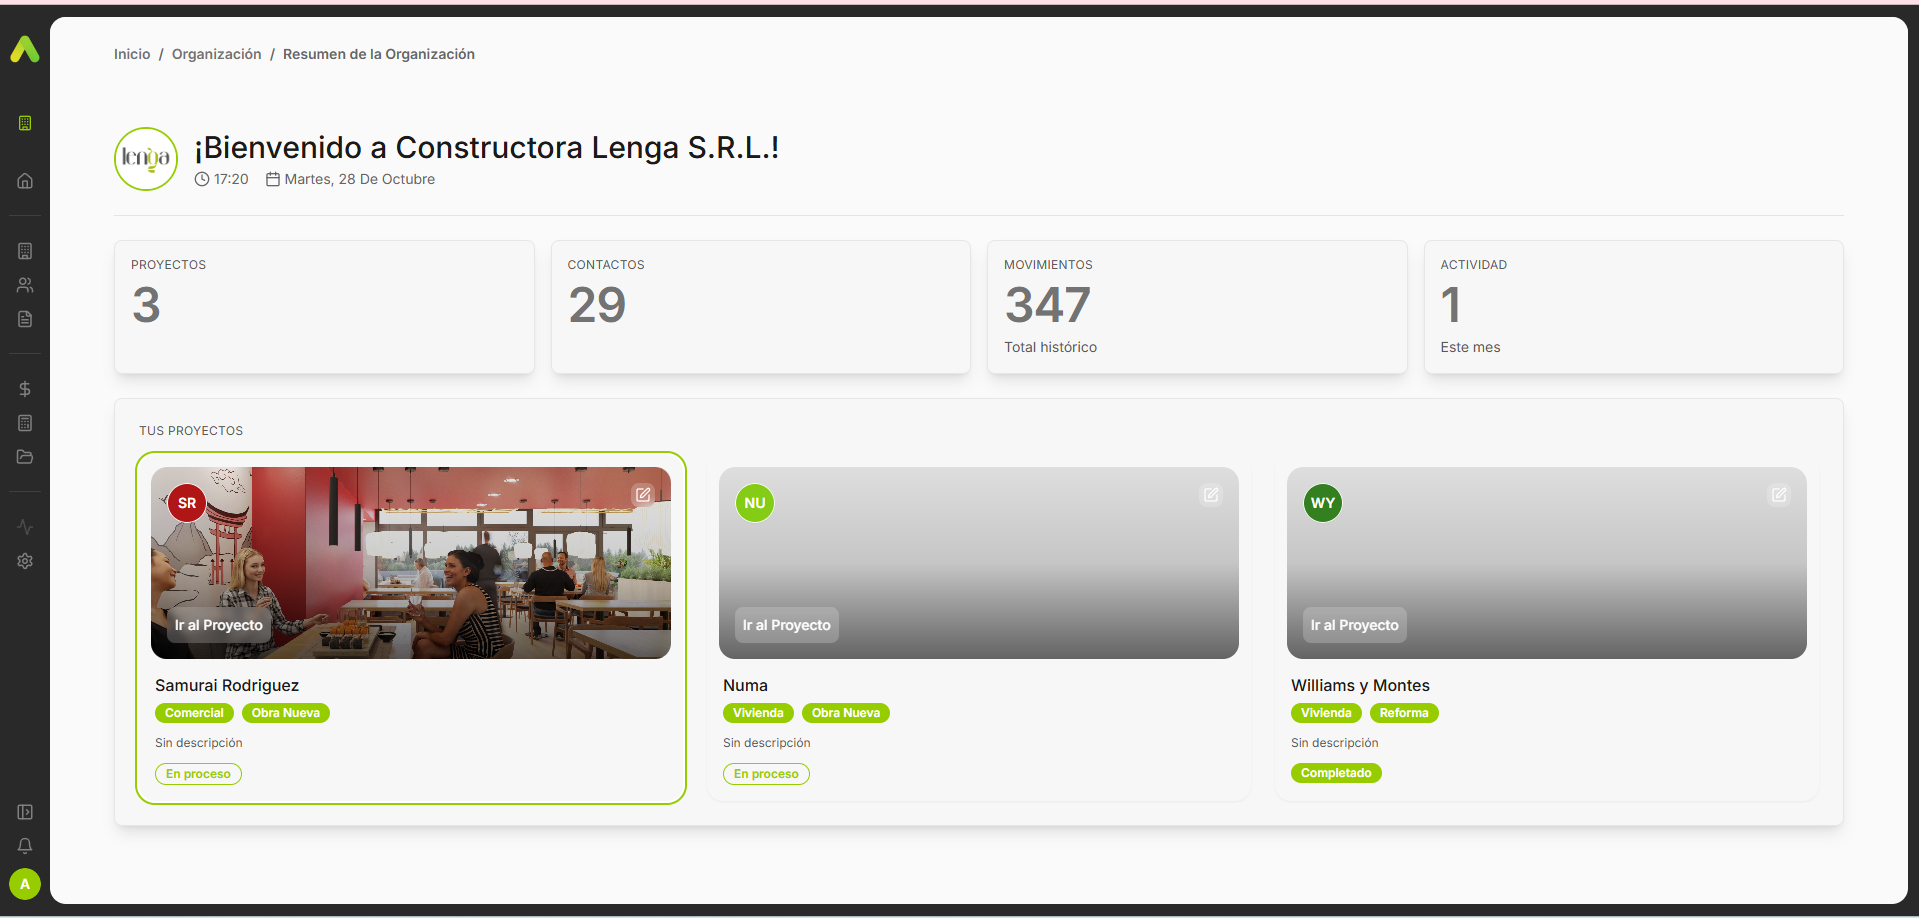 Inicio / Organización / Resumen de la Organización
lenga
¡Bienvenido a Constructora Lenga S.R.L.!
17:20 Martes, 28 De Octubre
PROYECTOS
3
CONTACTOS
29
MOVIMIENTOS
347
Total histórico
ACTIVIDAD
1
Este mes
TUS PROYECTOS
SR
Ir al Proyecto
Samurai Rodriguez
Comercial Obra Nueva
Sin descripción
En proceso
NU
Ir al Proyecto
Numa
Vivienda Obra Nueva
Sin descripción
En proceso
WY
Ir al Proyecto
Williams y Montes
Vivienda Reforma
Sin descripción
Completado
A